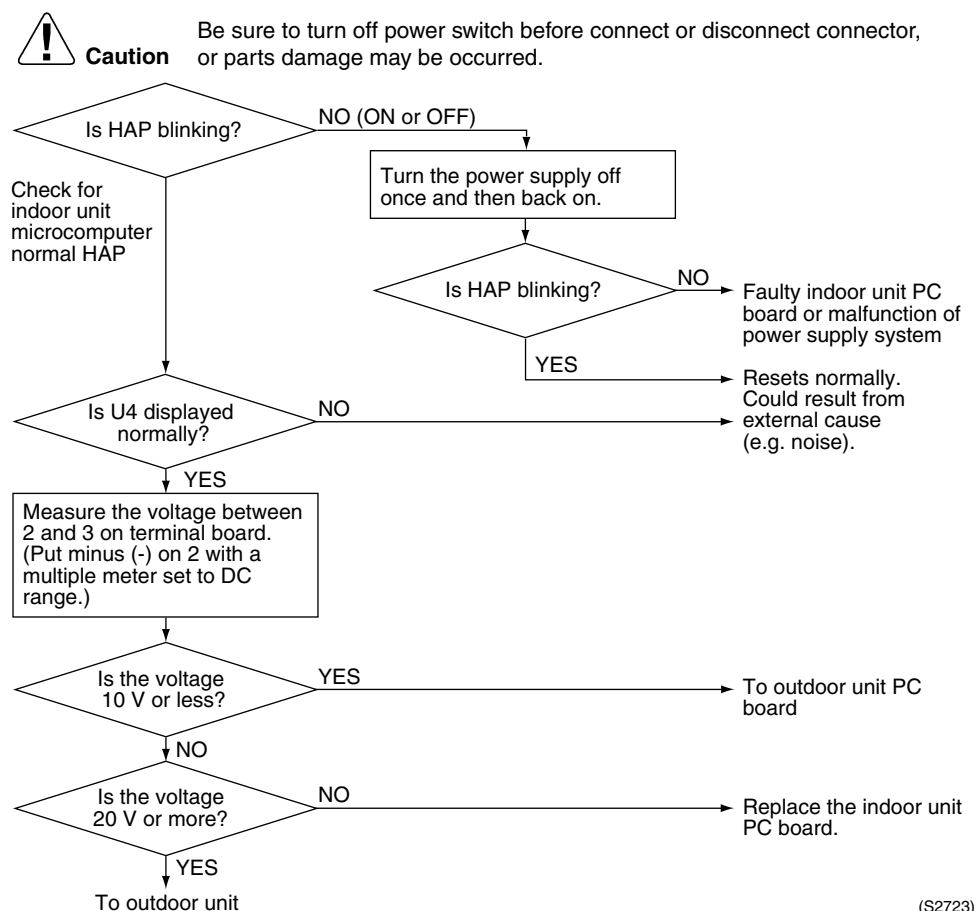 Be sure to turn off power switch before connect or disconnect connector,
Caution
or parts damage may be occurred.
Is HAP blinking?
NO (ON or OFF)
Turn the power supply off
once and then back on.
Check for
indoor unit
microcomputer
normal HAP
Is HAP blinking?
NO
Faulty indoor unit PC
board or malfunction of
power supply system
YES
Resets normally.
Could result from
external cause
(e.g. noise).
Is U4 displayed
normally?
NO
YES
Measure the voltage between
2 and 3 on terminal board.
(Put minus (-) on 2 with a
multiple meter set to DC
range.)
Is the voltage
10 V or less?
YES
To outdoor unit PC
board
NO
Is the voltage
20 V or more?
NO
Replace the indoor unit
PC board.
YES
To outdoor unit
(S2723)